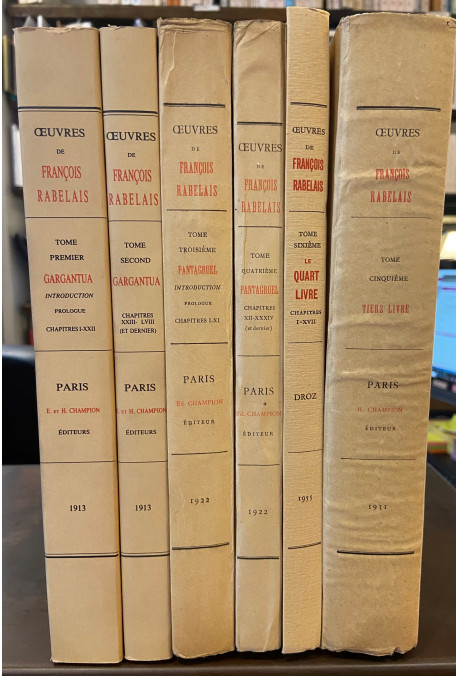 ŒUVRES
DE
FRANÇOIS
RABELAIS
TOME
PREMIER
GARGANTUA
INTRODUCTION
PROLOGUE
CHAPITRES I-XXII
PARIS
E. ET H. CHAMPION
ÉDITEURS
1913
ŒUVRES
DE
FRANÇOIS
RABELAIS
TOME
SECOND
GARGANTUA
CHAPITRES
XXIII- LVIII
(ET DERNIER)
PARIS
E. ET H. CHAMPION
ÉDITEURS
1913
ŒUVRES
DE
FRANÇOIS
RABELAIS
TOME
TROISIÈME
PANTAGRUEL
INTRODUCTION
PROLOGUE
CHAPITRES I-XI
PARIS
Ed. CHAMPION
ÉDITEUR
1922
ŒUVRES
DE
FRANÇOIS
RABELAIS
TOME
QUATRIÈME
PANTAGRUEL
CHAPITRES
XII-XXXIV
(et dernier)
PARIS
Ed. CHAMPION
ÉDITEUR
1922
ŒUVRES
DE
FRANÇOIS
RABELAIS
TOME
SIXIÈME
LE
QUART
LIVRE
CHAPITRES
I-XVII
DROZ
1955
ŒUVRES
DE
FRANÇOIS
RABELAIS
TOME
CINQUIÈME
TIERS LIVRE
PARIS
H. CHAMPION
ÉDITEUR
1931